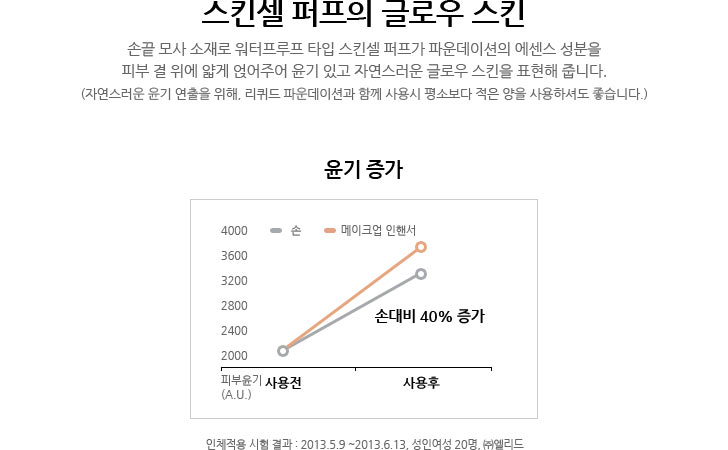 스킨셀 퍼프의 글로우 스킨
손끝 모사 소재로 워터프루프 타입 스킨셀 퍼프가 파운데이션의 에센스 성분을
피부 결 위에 얇게 얹어주어 윤기 있고 자연스러운 글로우 스킨을 표현해 줍니다.
(자연스러운 윤기 연출을 위해, 리퀴드 파운데이션과 함께 사용시 평소보다 적은 양을 사용하셔도 좋습니다.)
윤기 증가
4000 손 메이크업 인핸서
3600
3200
2800 손대비 40% 증가
2400
2000
피부윤기 사용전 사용후
(A.U.)
인체적용 시험 결과 : 2013.5.9 ~2013.6.13, 성인여성 20명, ㈜엘리드